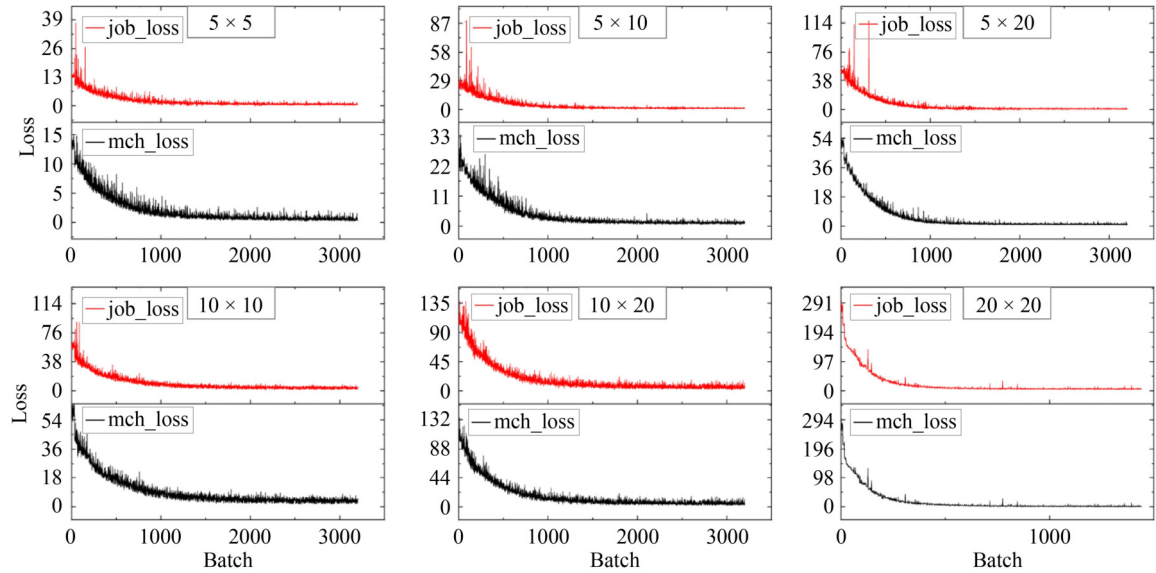 39
26
13
0
job_loss
5 × 5
15
10
5
0
mch_loss
0 1000 2000 3000
87
58
29
0
job_loss
5 × 10
33
22
11
0
mch_loss
0 1000 2000 3000
114
76
38
0
job_loss
5 × 20
54
36
18
0
mch_loss
0 1000 2000 3000
Loss
114
76
38
0
job_loss
10 × 10
54
36
18
0
mch_loss
0 1000 2000 3000
Batch
135
90
45
0
job_loss
10 × 20
132
88
44
0
mch_loss
0 1000 2000 3000
Batch
291
194
97
0
job_loss
20 × 20
294
196
98
0
mch_loss
0 1000
Batch
Loss